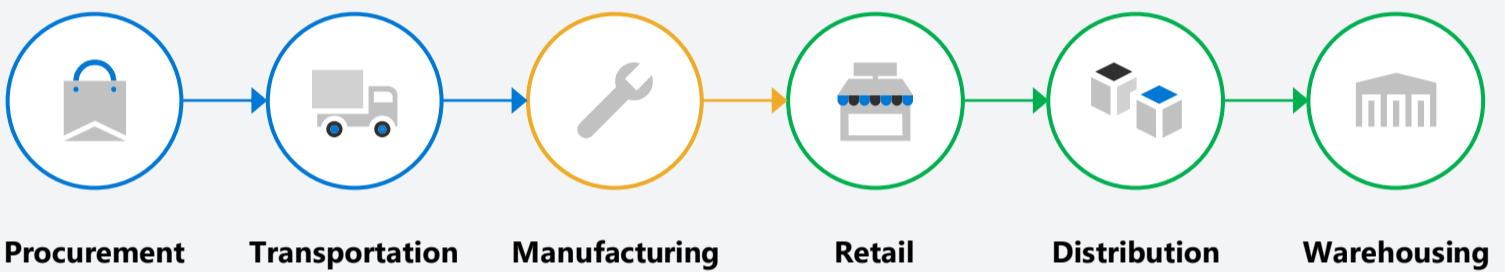 Procurement
Transportation
Manufacturing
Retail
Distribution
Warehousing